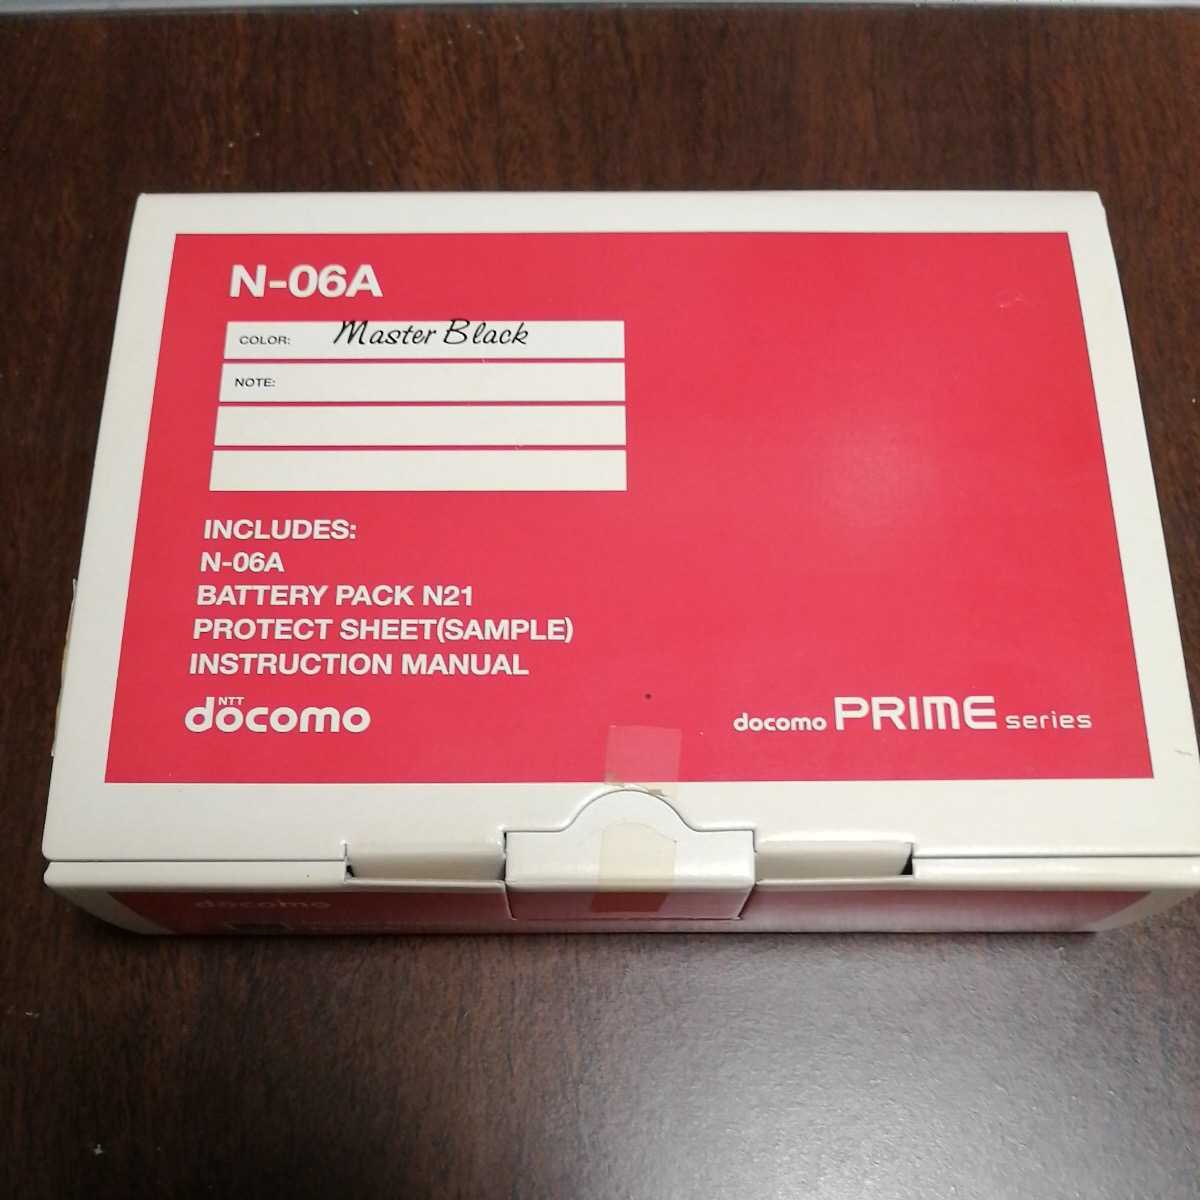 N-06A
COLOR: Master Black
NOTE:
INCLUDES:
N-06A
BATTERY PACK N21
PROTECT SHEET(SAMPLE)
INSTRUCTION MANUAL
NTT
docomo
docomo PRIME series
docomo